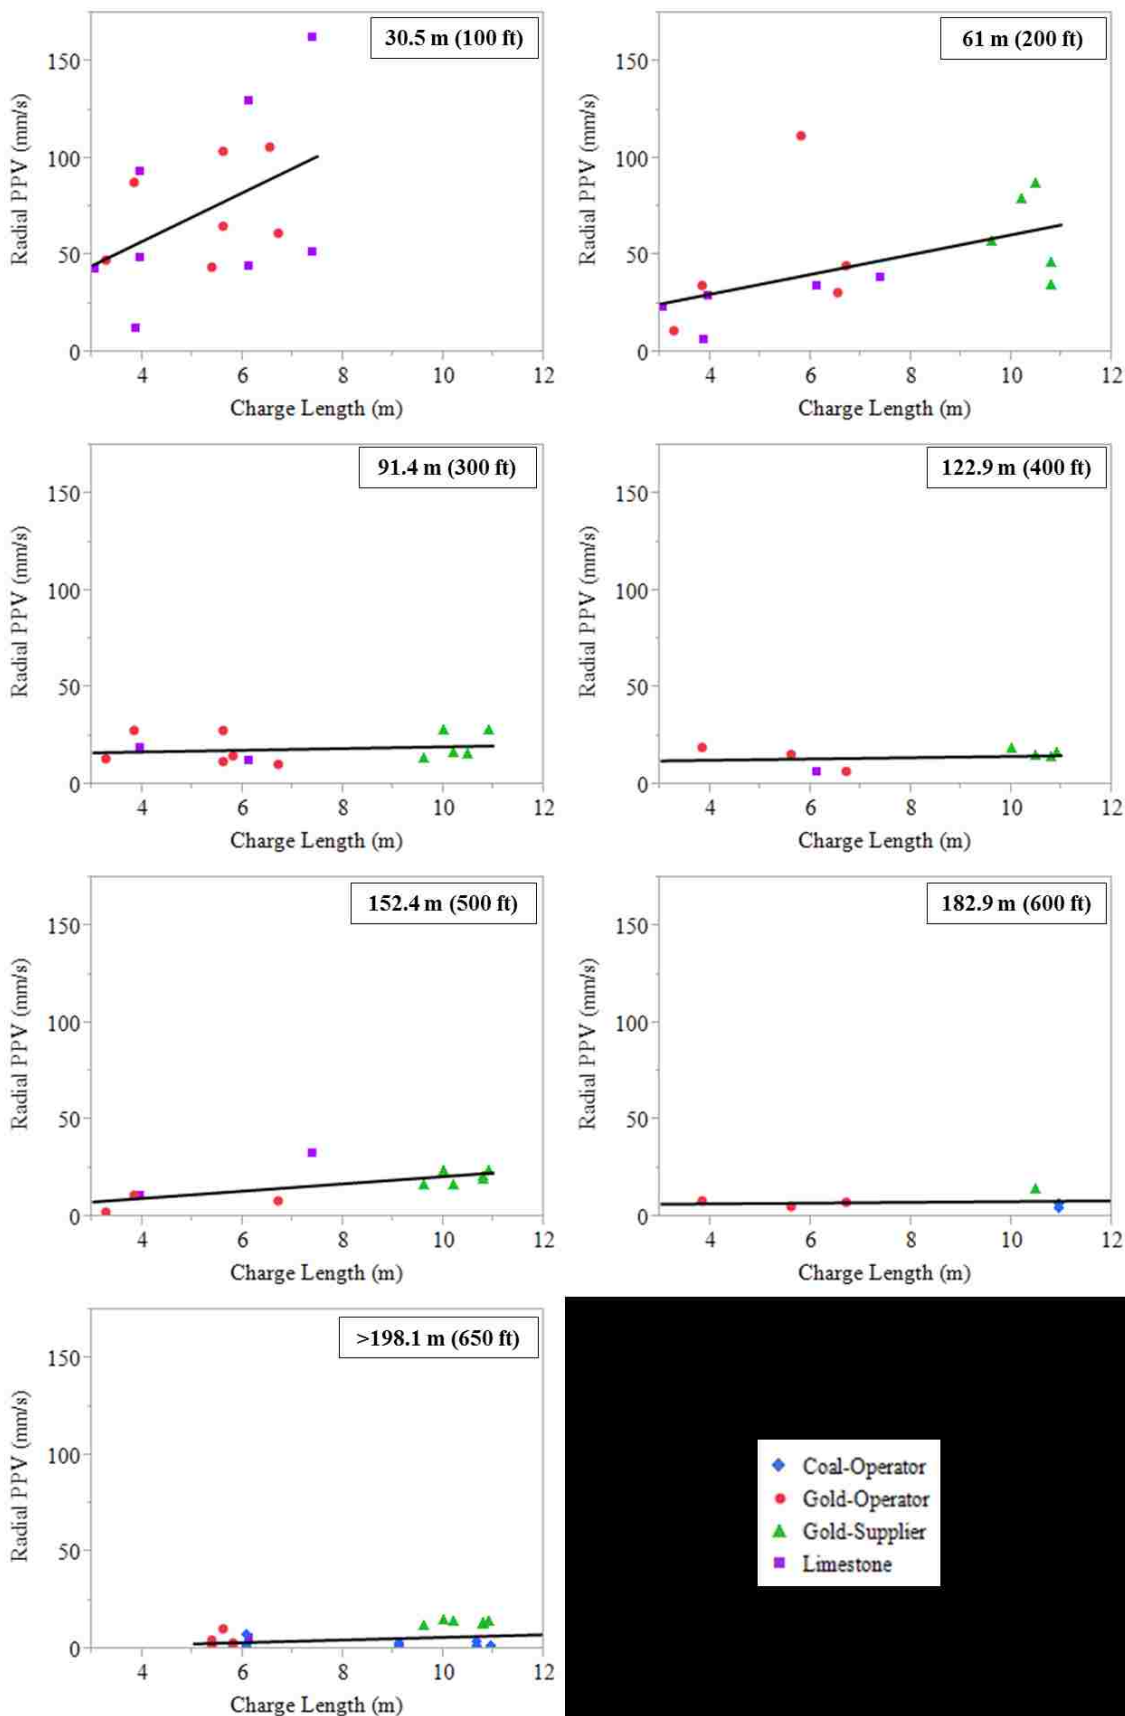 30.5 m (100 ft)
150
100
50
0
Radial PPV (mm/s)
4 6 8 10 12
Charge Length (m)
61 m (200 ft)
150
100
50
0
Radial PPV (mm/s)
4 6 8 10 12
Charge Length (m)
91.4 m (300 ft)
150
100
50
0
Radial PPV (mm/s)
4 6 8 10 12
Charge Length (m)
122.9 m (400 ft)
150
100
50
0
Radial PPV (mm/s)
4 6 8 10 12
Charge Length (m)
152.4 m (500 ft)
150
100
50
0
Radial PPV (mm/s)
4 6 8 10 12
Charge Length (m)
182.9 m (600 ft)
150
100
50
0
Radial PPV (mm/s)
4 6 8 10 12
Charge Length (m)
>198.1 m (650 ft)
150
100
50
0
Radial PPV (mm/s)
4 6 8 10 12
Charge Length (m)
Coal-Operator
Gold-Operator
Gold-Supplier
Limestone